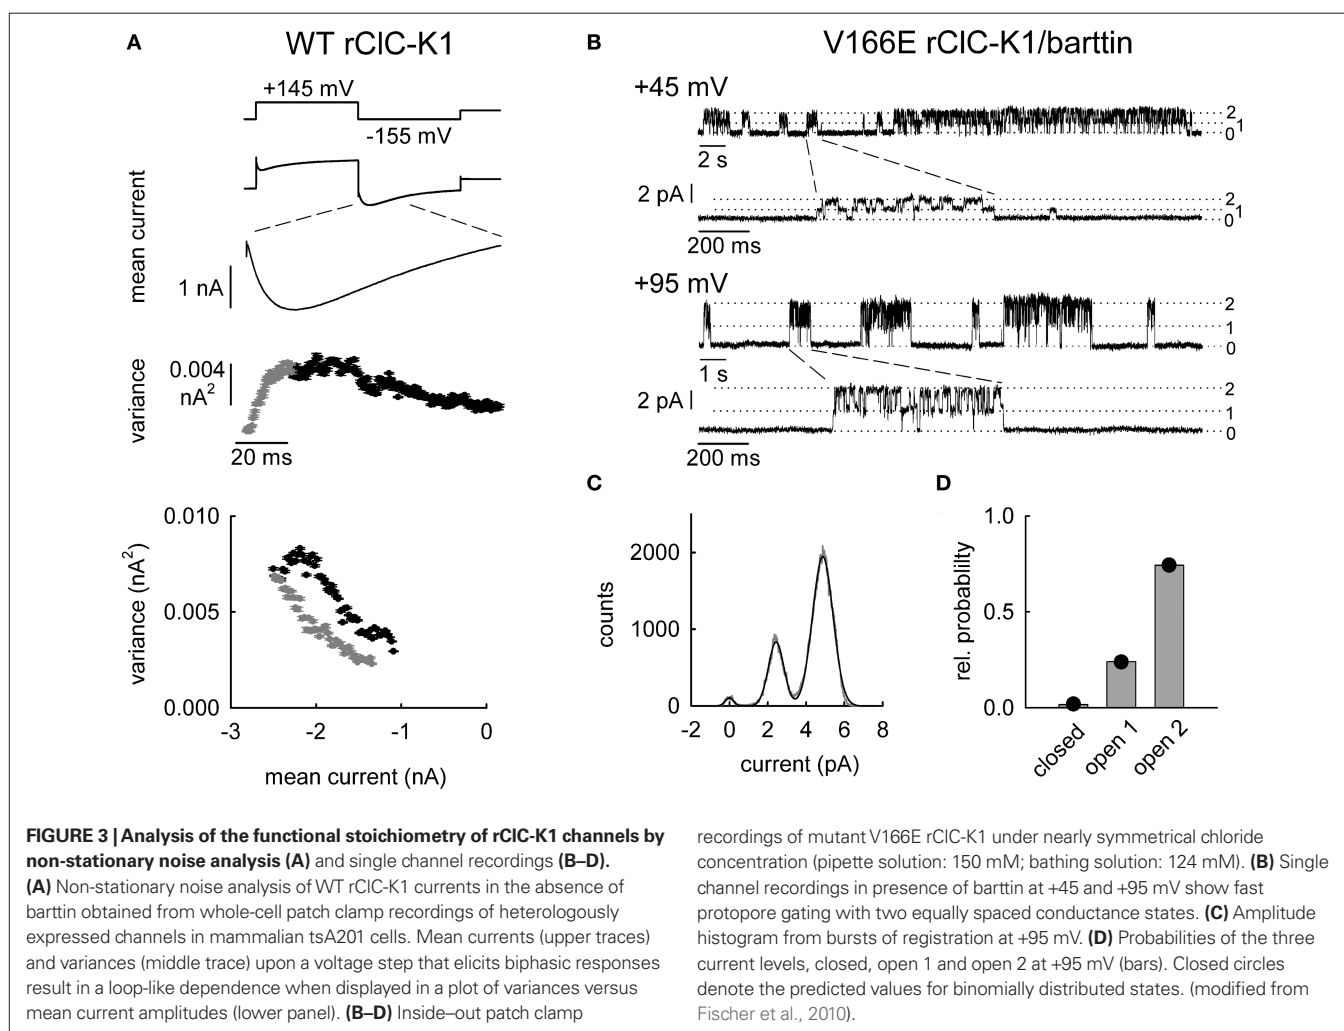 A
WT rClC-K1
+145 mV
-155 mV
mean current
1 nA
variance
0.004
nA²
20 ms
0.010
0.005
0.000
variance (nA²)
-3
-2
-1
0
mean current (nA)
B
V166E rClC-K1/barttin
+45 mV
2
1
0
2 s
2 pA
2
1
0
200 ms
+95 mV
2
1
0
1 s
2 pA
2
1
0
200 ms
C
2000
1000
0
counts
-2
0
2
4
6
8
current (pA)
D
1.0
0.5
0.0
rel. probablilty
closed
open 1
open 2
FIGURE 3 | Analysis of the functional stoichiometry of rClC-K1 channels by
non-stationary noise analysis (A) and single channel recordings (B–D).
(A) Non-stationary noise analysis of WT rClC-K1 currents in the absence of
barttin obtained from whole-cell patch clamp recordings of heterologously
expressed channels in mammalian tsA201 cells. Mean currents (upper traces)
and variances (middle trace) upon a voltage step that elicits biphasic responses
result in a loop-like dependence when displayed in a plot of variances versus
mean current amplitudes (lower panel). (B–D) Inside–out patch clamp
recordings of mutant V166E rClC-K1 under nearly symmetrical chloride
concentration (pipette solution: 150 mM; bathing solution: 124 mM). (B) Single
channel recordings in presence of barttin at +45 and +95 mV show fast
protopore gating with two equally spaced conductance states. (C) Amplitude
histogram from bursts of registration at +95 mV. (D) Probabilities of the three
current levels, closed, open 1 and open 2 at +95 mV (bars). Closed circles
denote the predicted values for binomially distributed states. (modified from
Fischer et al., 2010).